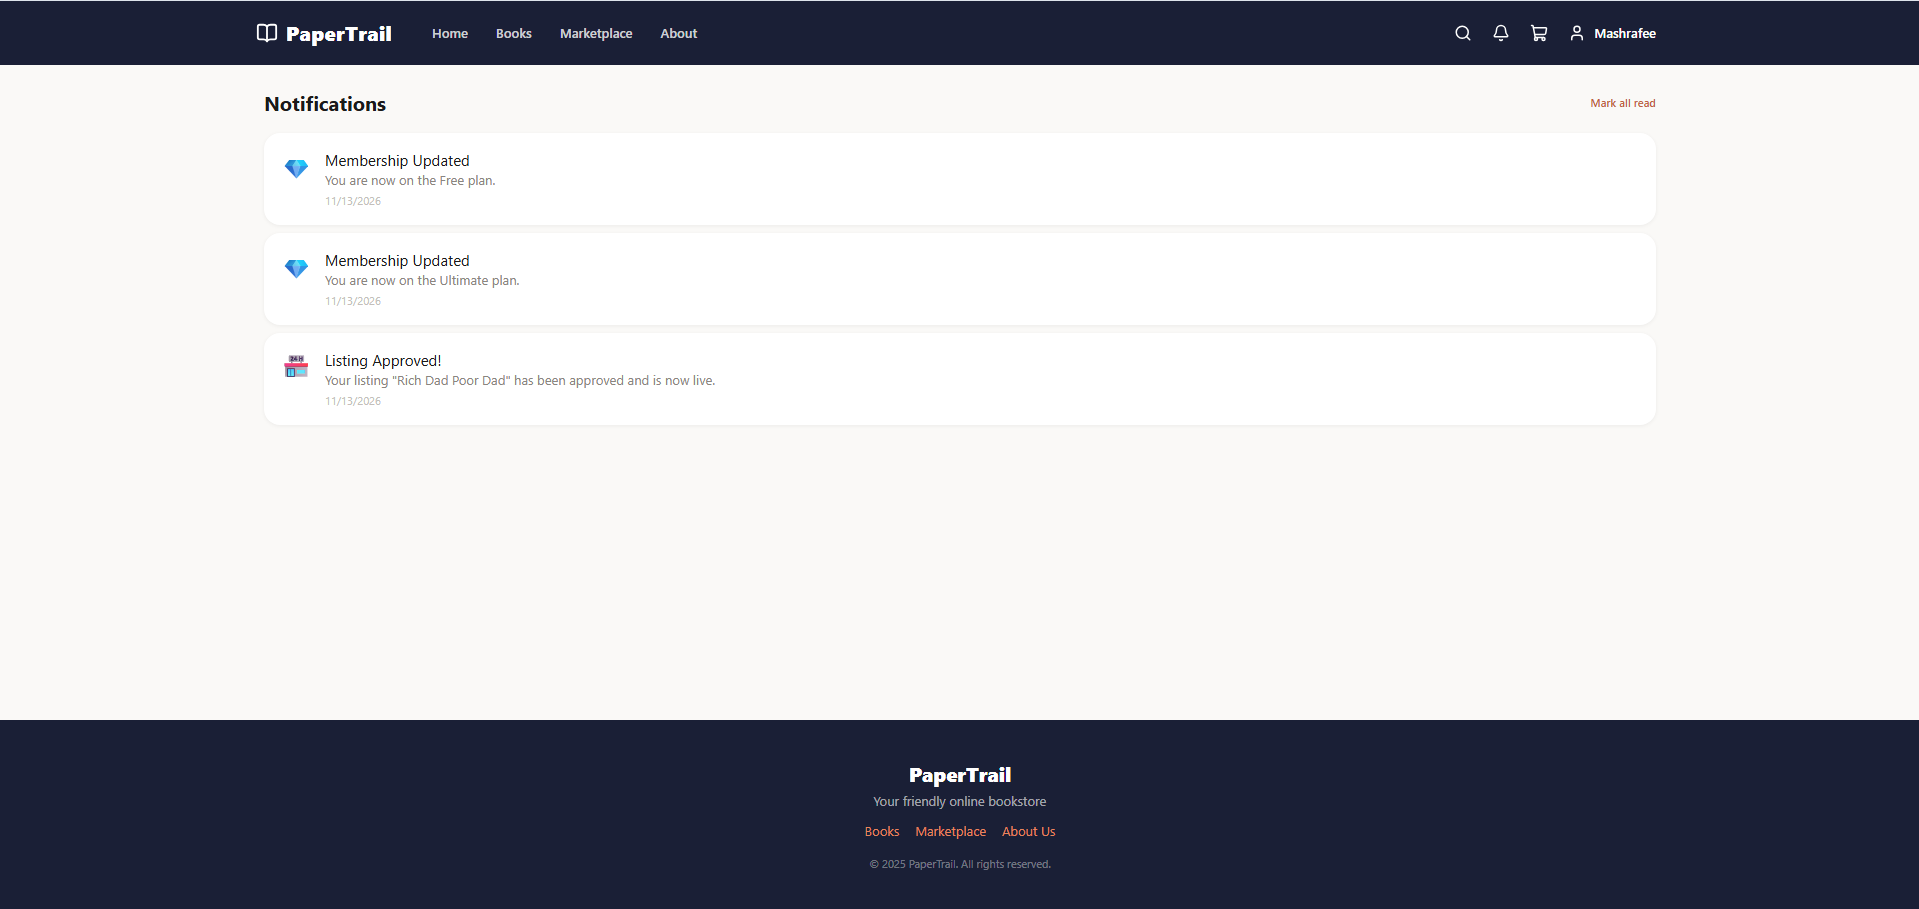 PaperTrail Home Books Marketplace About Mashrafee
Notifications Mark all read
Membership Updated
You are now on the Free plan.
11/13/2026
Membership Updated
You are now on the Ultimate plan.
11/13/2026
24 H
Listing Approved!
Your listing "Rich Dad Poor Dad" has been approved and is now live.
11/13/2026
PaperTrail
Your friendly online bookstore
Books Marketplace About Us
© 2025 PaperTrail. All rights reserved.